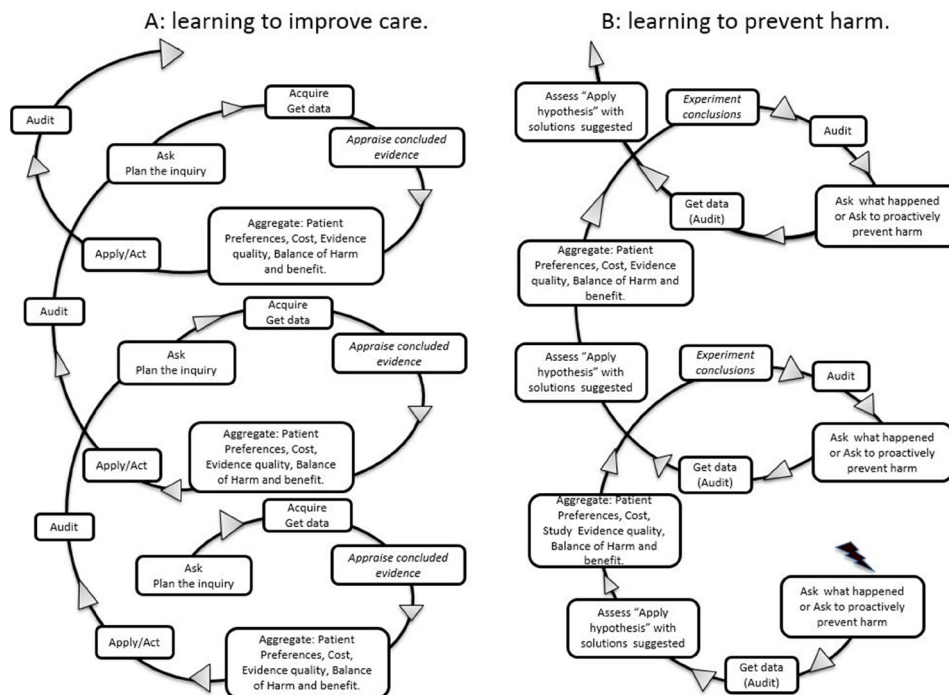 A: learning to improve care.
Acquire
Get data
Audit
Appraise concluded
evidence
Ask
Plan the inquiry
Aggregate: Patient
Preferences, Cost, Evidence
quality, Balance of Harm
and benefit.
Apply/Act
Acquire
Get data
Audit
Appraise concluded
evidence
Ask
Plan the inquiry
Aggregate: Patient
Preferences, Cost,
Evidence quality, Balance
of Harm and benefit.
Apply/Act
Acquire
Get data
Audit
Appraise concluded
evidence
Ask
Plan the inquiry
Apply/Act
Aggregate: Patient
Preferences, Cost,
Evidence quality, Balance
of Harm and benefit.
B: learning to prevent harm.
Assess “Apply
hypothesis” with
solutions suggested
Experiment
conclusions
Audit
Get data
(Audit)
Ask what happened
or Ask to proactively
prevent harm
Aggregate: Patient
Preferences, Cost, Evidence
quality, Balance of Harm and
benefit.
Assess “Apply
hypothesis” with
solutions suggested
Experiment
conclusions
Audit
Ask what happened
or Ask to proactively
prevent harm
Get data
(Audit)
Aggregate: Patient
Preferences, Cost,
Study Evidence quality,
Balance of Harm and
benefit.
Ask what happened
or Ask to proactively
prevent harm
Assess “Apply
hypothesis” with
solutions suggested
Get data
(Audit)